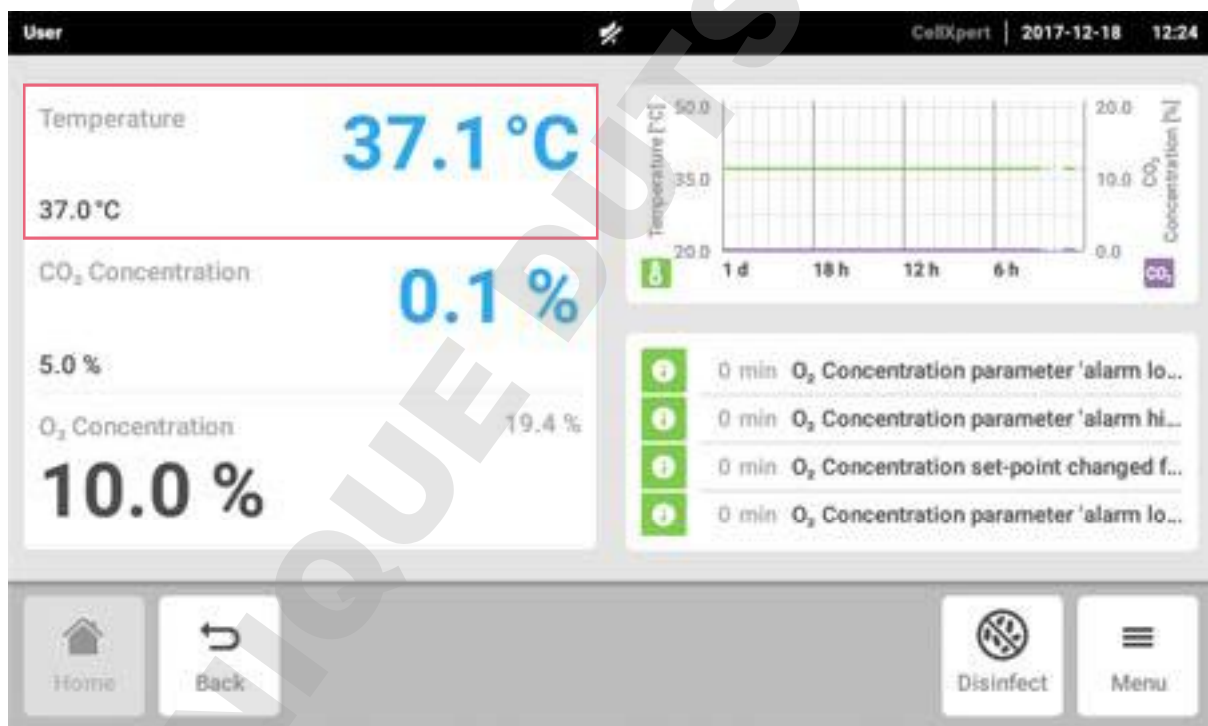 User CellXpert | 2017-12-18 12:24
Temperature
37.1°C
37.0°C
CO₂ Concentration
0.1 %
5.0 %
O₂ Concentration 19.4 %
10.0 %
Temperature [°C]
50.0
35.0
20.0
20.0
10.0
0.0
CO₂
Concentration [%]
1 d 18 h 12 h 6 h
CO₂
0 min O₂ Concentration parameter 'alarm lo...
0 min O₂ Concentration parameter 'alarm hi...
0 min O₂ Concentration set-point changed f...
0 min O₂ Concentration parameter 'alarm lo...
Home
Back
Disinfect
Menu
NIQUE DUTS